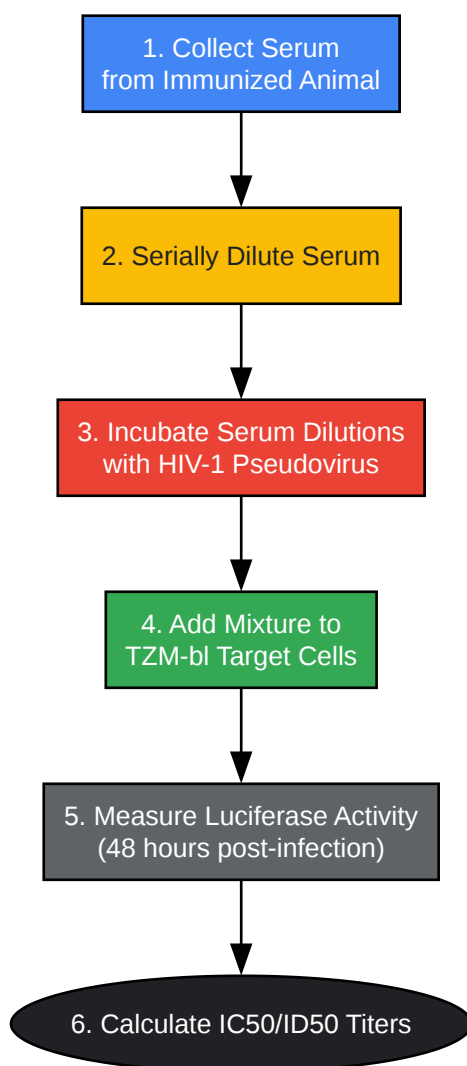 1. Collect Serum
from Immunized Animal
2. Serially Dilute Serum
3. Incubate Serum Dilutions
with HIV-1 Pseudovirus
4. Add Mixture to
TZM-bl Target Cells
5. Measure Luciferase Activity
(48 hours post-infection)
6. Calculate IC50/ID50 Titers